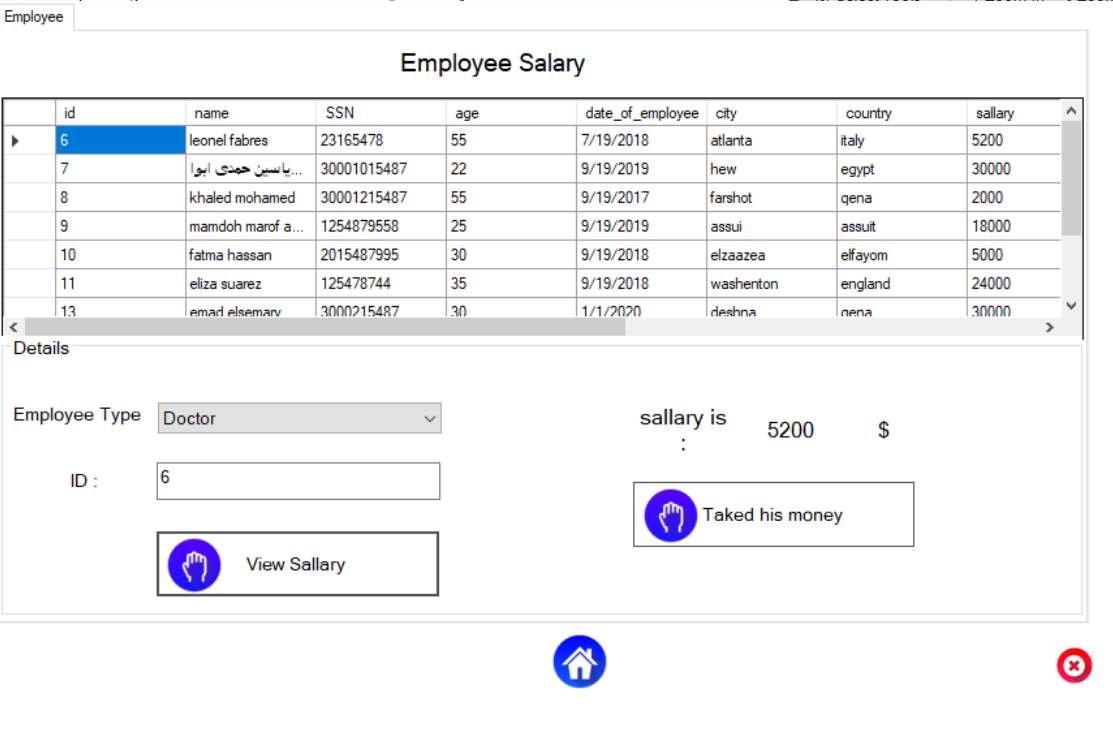 Employee
Employee Salary
id name SSN age date_of_employee city country sallary
6 leonel fabres 23165478 55 7/19/2018 atlanta italy 5200
7 ياسين حمدى ابوا... 30001015487 22 9/19/2019 hew egypt 30000
8 khaled mohamed 30001215487 55 9/19/2017 farshot qena 2000
9 mamdoh marof a... 1254879558 25 9/19/2019 assui assuit 18000
10 fatma hassan 2015487995 30 9/19/2018 elzaazea elfayom 5000
11 eliza suarez 125478744 35 9/19/2018 washenton england 24000
13 emad elsemary 3000215487 30 1/1/2020 deshna qena 30000
Details
Employee Type Doctor
sallary is : 5200 $
ID : 6
Taked his money
View Sallary